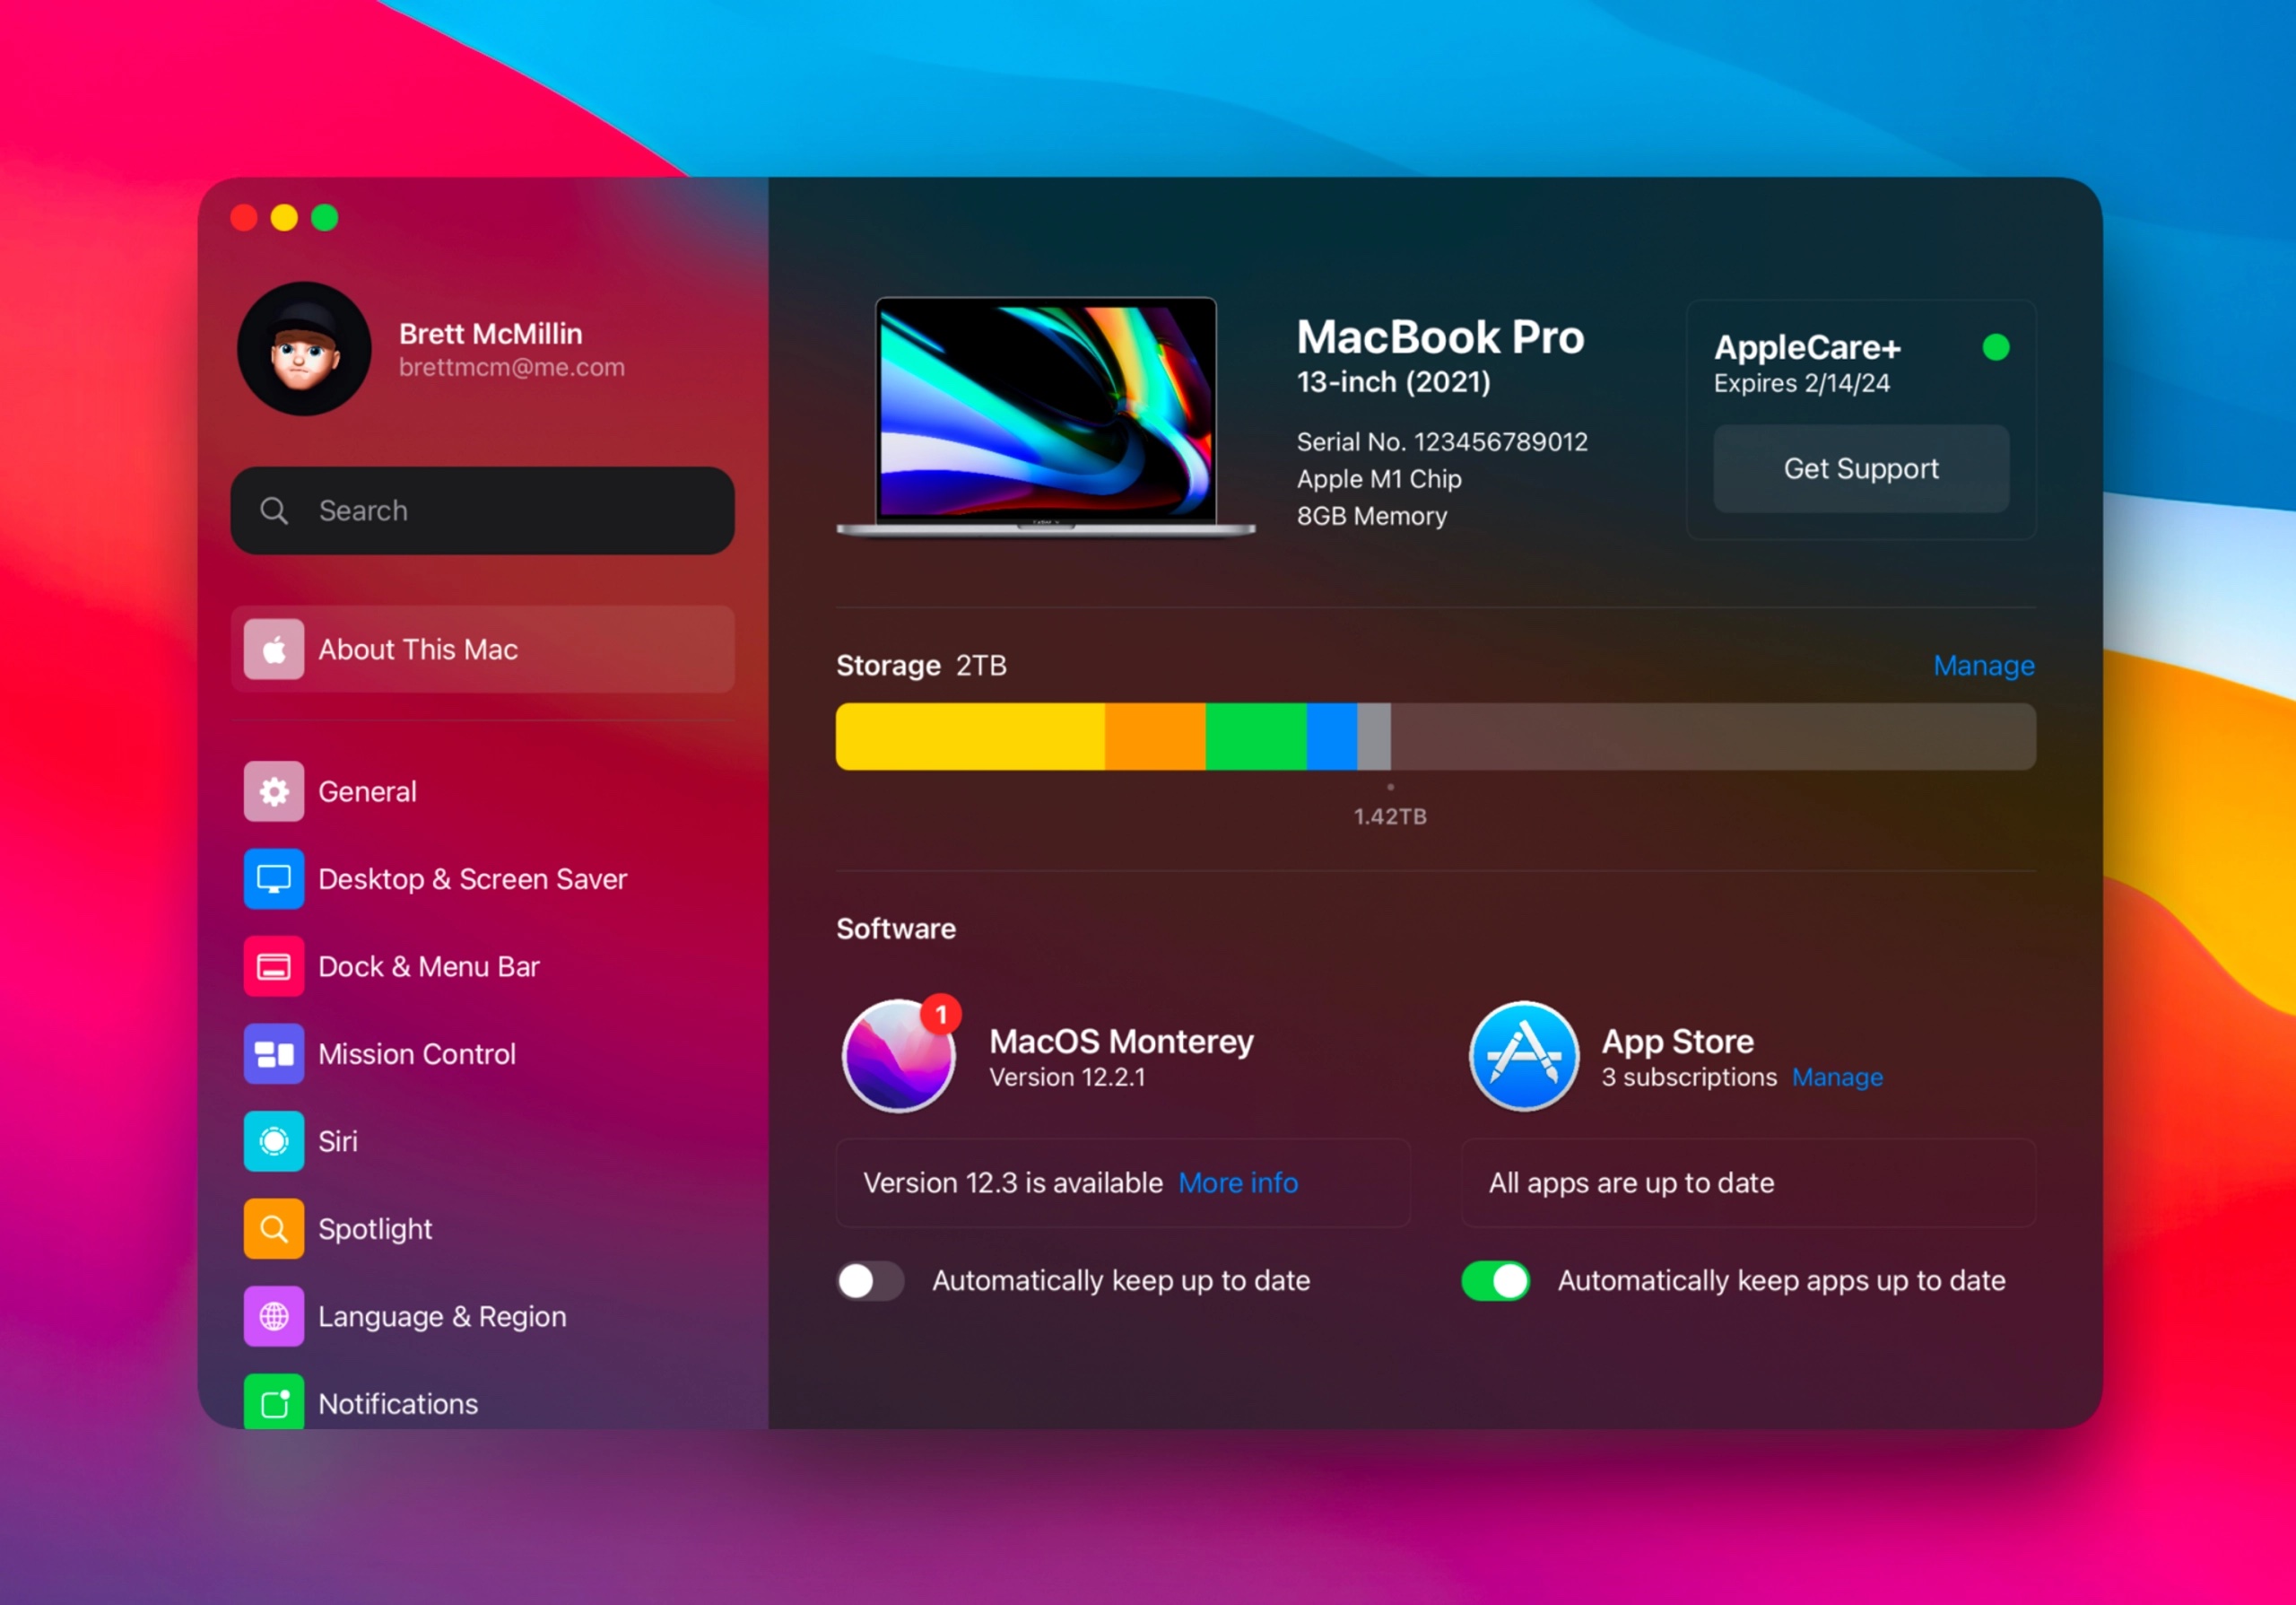 Brett McMillin
brettmcm@me.com
Search
About This Mac
General
Desktop & Screen Saver
Dock & Menu Bar
Mission Control
Siri
Spotlight
Language & Region
Notifications
MacBook Pro
13-inch (2021)
Serial No. 123456789012
Apple M1 Chip
8GB Memory
AppleCare+
Expires 2/14/24
Get Support
Storage 2TB
Manage
1.42TB
Software
1
MacOS Monterey
Version 12.2.1
Version 12.3 is available More info
Automatically keep up to date
App Store
3 subscriptions Manage
All apps are up to date
Automatically keep apps up to date